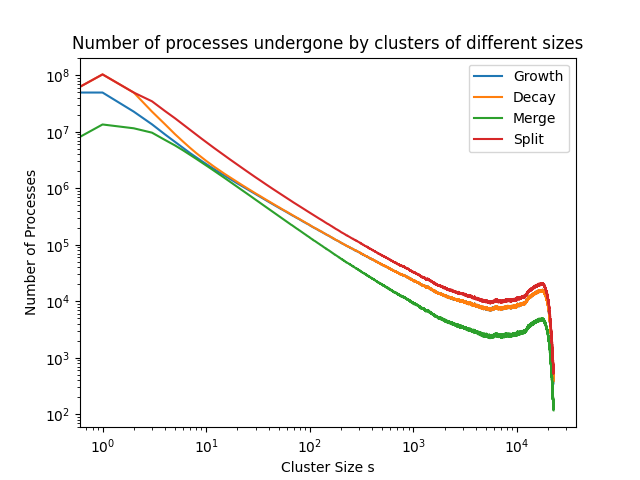 Number of processes undergone by clusters of different sizes
Number of Processes
10^8
10^7
10^6
10^5
10^4
10^3
10^2
Growth
Decay
Merge
Split
10^0
10^1
10^2
10^3
10^4
Cluster Size s